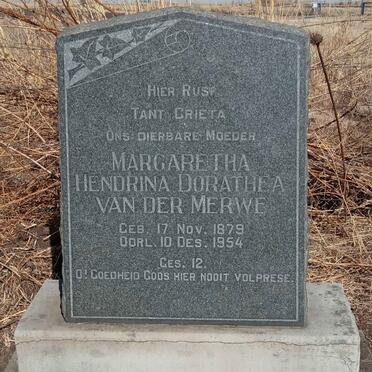 HIER RUST
TANT GRIETA
ONS DIERBARE MOEDER
MARGARETHA
HENDRINA DORATHEA
VAN DER MERWE
GEB. 17 NOV. 1879
OORL. 10 DES. 1954
GES. 12.
O! GOEDHEID GODS HIER NOOIT VOLPRESE.